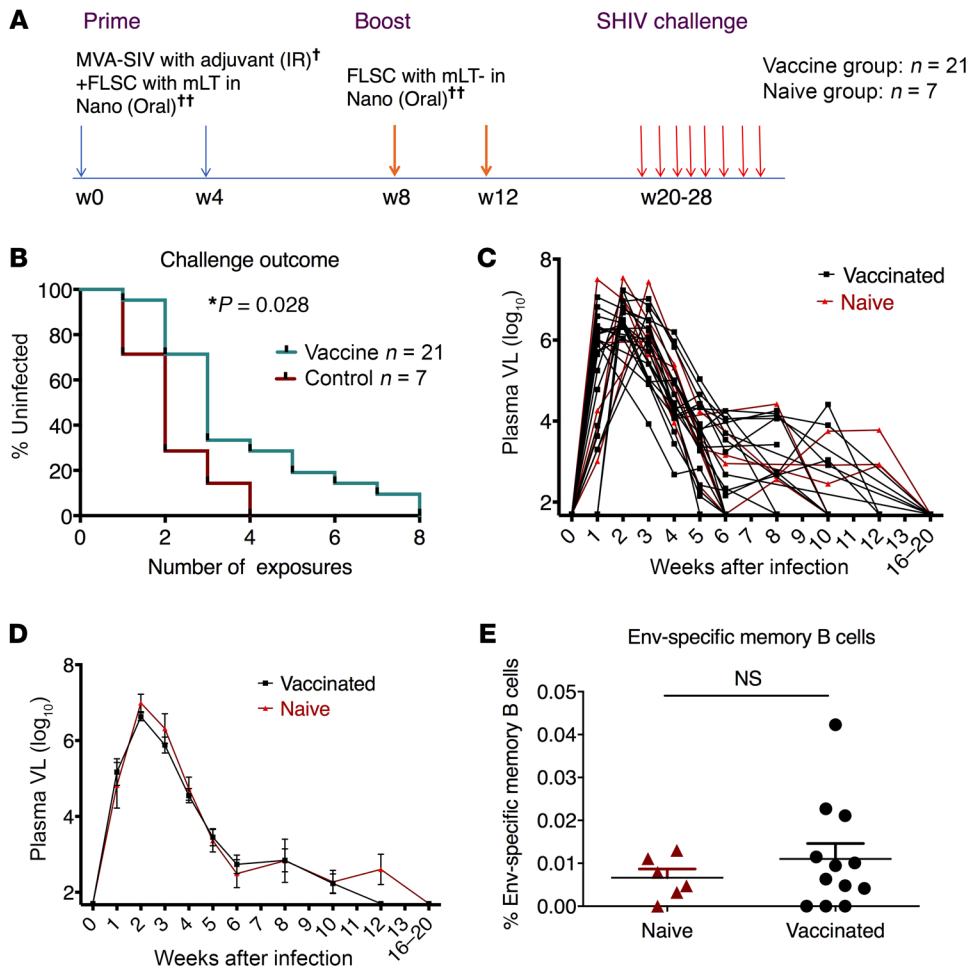 A
Prime
Boost
SHIV challenge
MVA-SIV with adjuvant (IR)†
+FLSC with mLT in
Nano (Oral)††
FLSC with mLT- in
Nano (Oral)††
Vaccine group: n = 21
Naive group: n = 7
w0
w4
w8
w12
w20-28
B
Challenge outcome
*P = 0.028
Vaccine n = 21
Control n = 7
% Uninfected
100
80
60
40
20
0
0
2
4
6
8
Number of exposures
C
Vaccinated
Naive
Plasma VL (log10)
8
6
4
2
0
1
2
3
4
5
6
7
8
9
10
11
12
13
16–20
Weeks after infection
D
Vaccinated
Naive
Plasma VL (log10)
8
6
4
2
0
1
2
3
4
5
6
7
8
9
10
11
12
13
16–20
Weeks after infection
E
Env-specific memory B cells
NS
% Env-specific memory B cells
0.05
0.04
0.03
0.02
0.01
0.00
Naive
Vaccinated